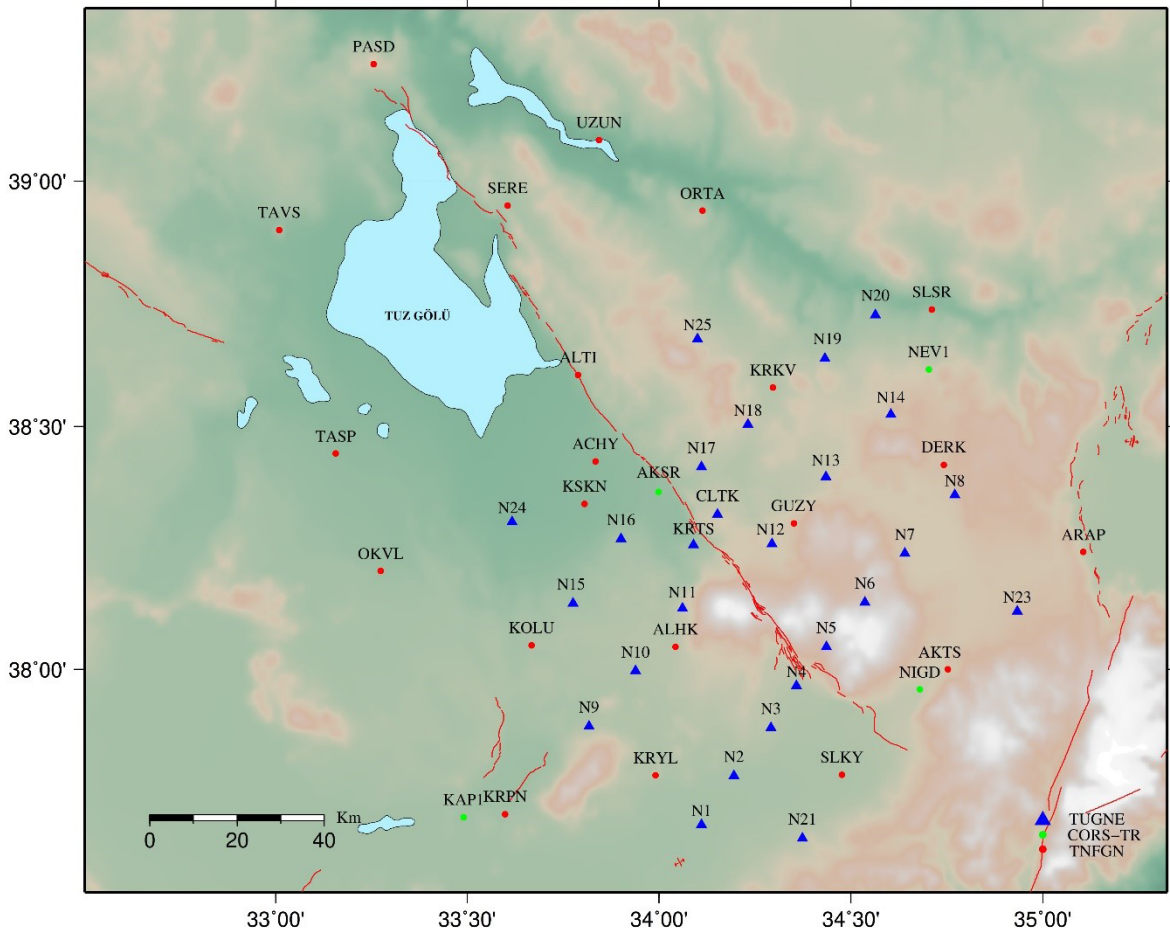 PASD
UZUN
39°00'
SERE
ORTA
TAVS
SLSR
N20
TUZ GÖLÜ
N25
N19
NEV1
ALTI
KRKV
N14
N18
38°30'
TASP
ACHY
N17
DERK
KSKN
AKSR
N13
N8
CLTK
GUZY
N24
N16
KRTS
N12
N7
ARAP
OKVL
N15
N11
N6
N23
KOLU
ALHK
N5
38°00'
N10
AKTS
N4
NIGD
N9
N3
KRYL
N2
SLKY
KAP1
KRPN
Km
N1
N21
TUGNE
0
20
40
CORS-TR
TNFGN
33°00'
33°30'
34°00'
34°30'
35°00'